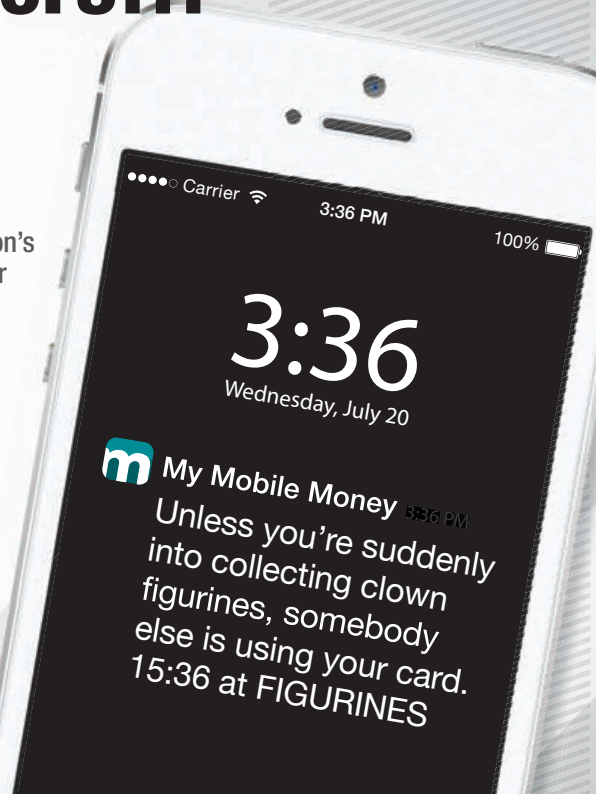 on's
r
Carrier 3:36 PM 100%
3:36
Wednesday, July 20
m My Mobile Money 3:36 PM
Unless you're suddenly
into collecting clown
figurines, somebody
else is using your card.
15:36 at FIGURINES